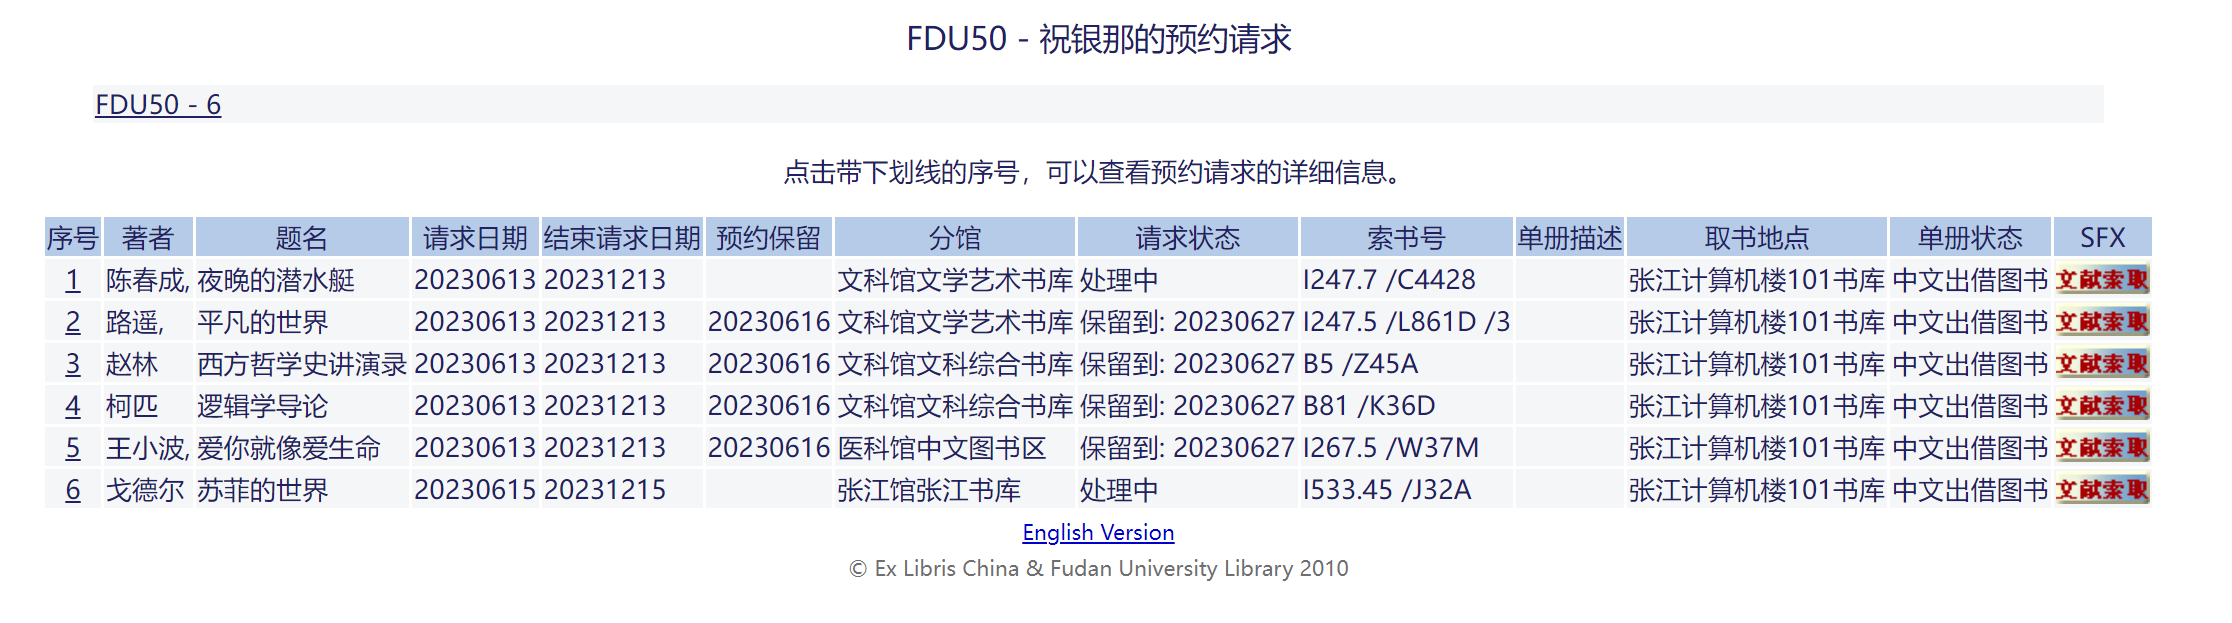 FDU50 - 祝银那的预约请求
FDU50 - 6
点击带下划线的序号，可以查看预约请求的详细信息。
序号 著者 题名 请求日期 结束请求日期 预约保留 分馆 请求状态 索书号 单册描述 取书地点 单册状态 SFX
1 陈春成, 夜晚的潜水艇 20230613 20231213 文科馆文学艺术书库 处理中 I247.7 /C4428 张江计算机楼101书库 中文出借图书 文献索取
2 路遥, 平凡的世界 20230613 20231213 20230616 文科馆文学艺术书库 保留到: 20230627 I247.5 /L861D /3 张江计算机楼101书库 中文出借图书 文献索取
3 赵林 西方哲学史讲演录 20230613 20231213 20230616 文科馆文科综合书库 保留到: 20230627 B5 /Z45A 张江计算机楼101书库 中文出借图书 文献索取
4 柯匹 逻辑学导论 20230613 20231213 20230616 文科馆文科综合书库 保留到: 20230627 B81 /K36D 张江计算机楼101书库 中文出借图书 文献索取
5 王小波, 爱你就像爱生命 20230613 20231213 20230616 医科馆中文图书区 保留到: 20230627 I267.5 /W37M 张江计算机楼101书库 中文出借图书 文献索取
6 戈德尔 苏菲的世界 20230615 20231215 张江馆张江书库 处理中 I533.45 /J32A 张江计算机楼101书库 中文出借图书 文献索取
English Version
© Ex Libris China & Fudan University Library 2010